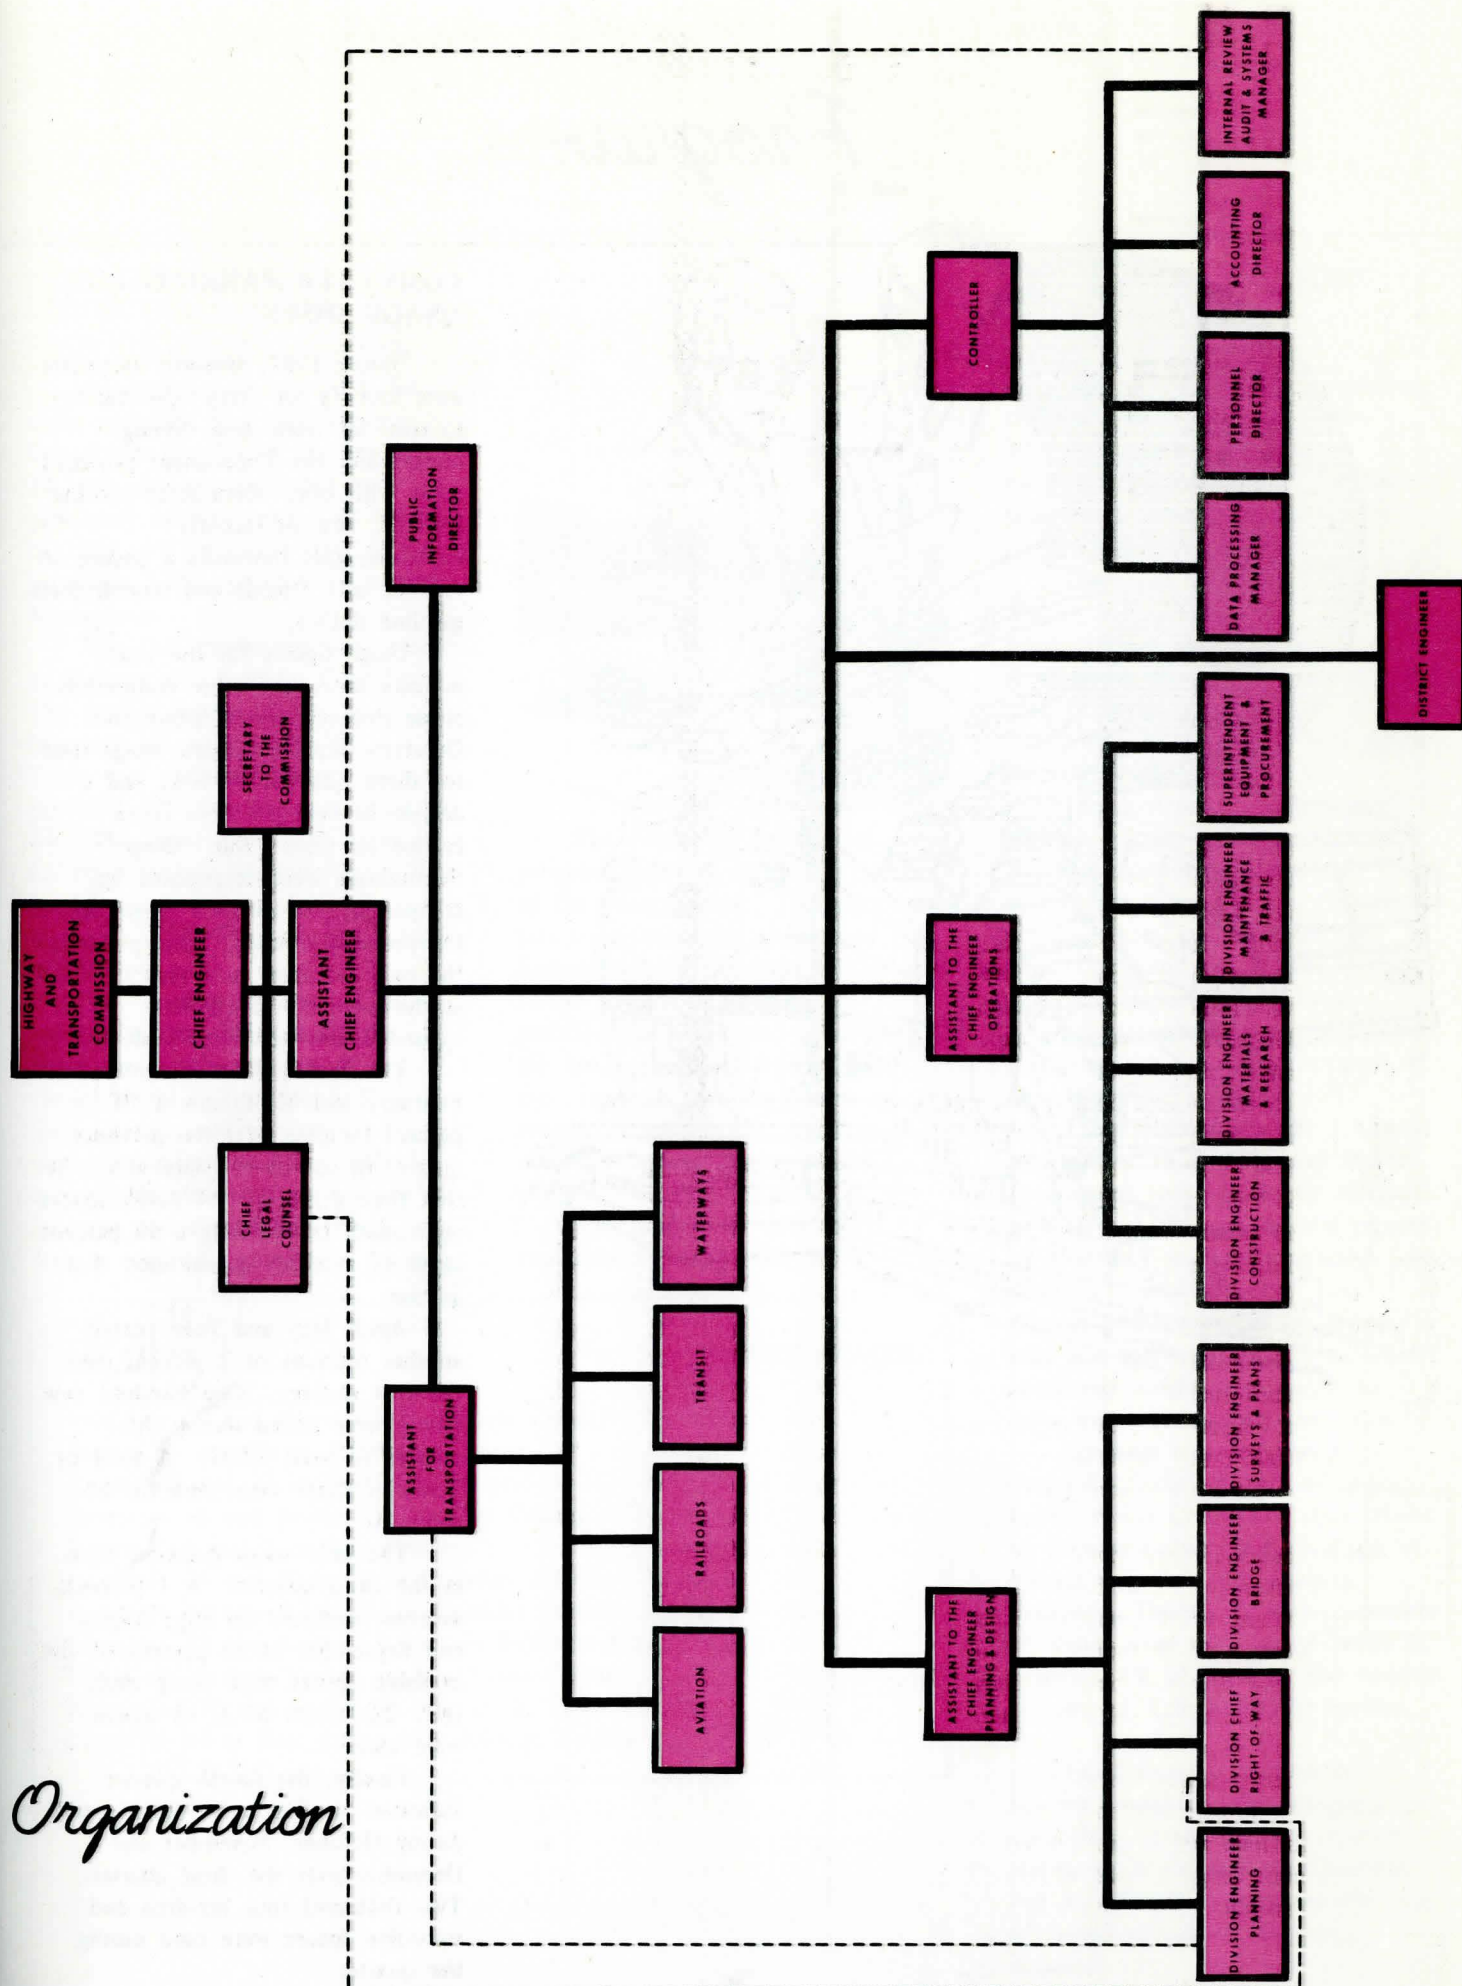 Organization
HIGHWAY
AND
TRANSPORTATION
COMMISSION
CHIEF ENGINEER
CHIEF
LEGAL
COUNSEL
SECRETARY
TO THE
COMMISSION
ASSISTANT
CHIEF ENGINEER
ASSISTANT
FOR
TRANSPORTATION
PUBLIC
INFORMATION
DIRECTOR
AVIATION
RAILROADS
TRANSIT
WATERWAYS
ASSISTANT TO THE
CHIEF ENGINEER
PLANNING & DESIGN
ASSISTANT TO THE
CHIEF ENGINEER
OPERATIONS
CONTROLLER
DIVISION ENGINEER
PLANNING
DIVISION CHIEF
RIGHT-OF-WAY
DIVISION ENGINEER
BRIDGE
DIVISION ENGINEER
SURVEYS & PLANS
DIVISION ENGINEER
CONSTRUCTION
DIVISION ENGINEER
MATERIALS
& RESEARCH
DIVISION ENGINEER
MAINTENANCE
& TRAFFIC
SUPERINTENDENT
EQUIPMENT &
PROCUREMENT
DATA PROCESSING
MANAGER
PERSONNEL
DIRECTOR
ACCOUNTING
DIRECTOR
INTERNAL REVIEW
AUDIT & SYSTEMS
MANAGER
DISTRICT ENGINEER